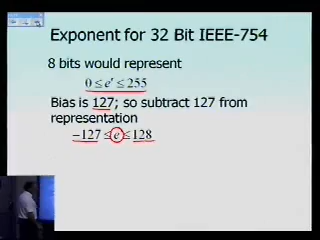 Exponent for 32 Bit IEEE-754
8 bits would represent
0 ≤ e′ ≤ 255
Bias is 127; so subtract 127 from
representation
−127 ≤ e ≤ 128